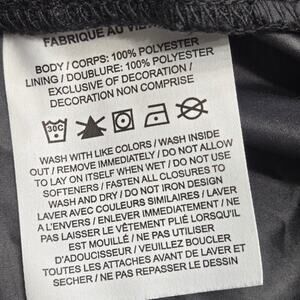 FABRIQUE AU VIET
BODY / CORPS: 100% POLYESTER
LINING / DOUBLURE: 100% POLYESTER
EXCLUSIVE OF DECORATION /
DECORATION NON COMPRISE
30C
WASH WITH LIKE COLORS / WASH INSIDE
OUT / REMOVE IMMEDIATELY / DO NOT ALLOW
TO LAY ON ITSELF WHEN WET / DO NOT USE
SOFTENERS / FASTEN ALL CLOSURES TO
WASH AND DRY / DO NOT IRON DESIGN
LAVER AVEC COULEURS SIMILAIRES / LAVER
A L'ENVERS / ENLEVER IMMEDIATEMENT / NE
PAS LAISSER LE VÊTEMENT PLIÉ LORSQU'IL
EST MOUILLÉ / NE PAS UTILISER
D'ADOUCISSEUR / VEUILLEZ BOUCLER
TOUTES LES ATTACHES AVANT DE LAVER ET
SECHER / NE PAS REPASSER LE DESSIN